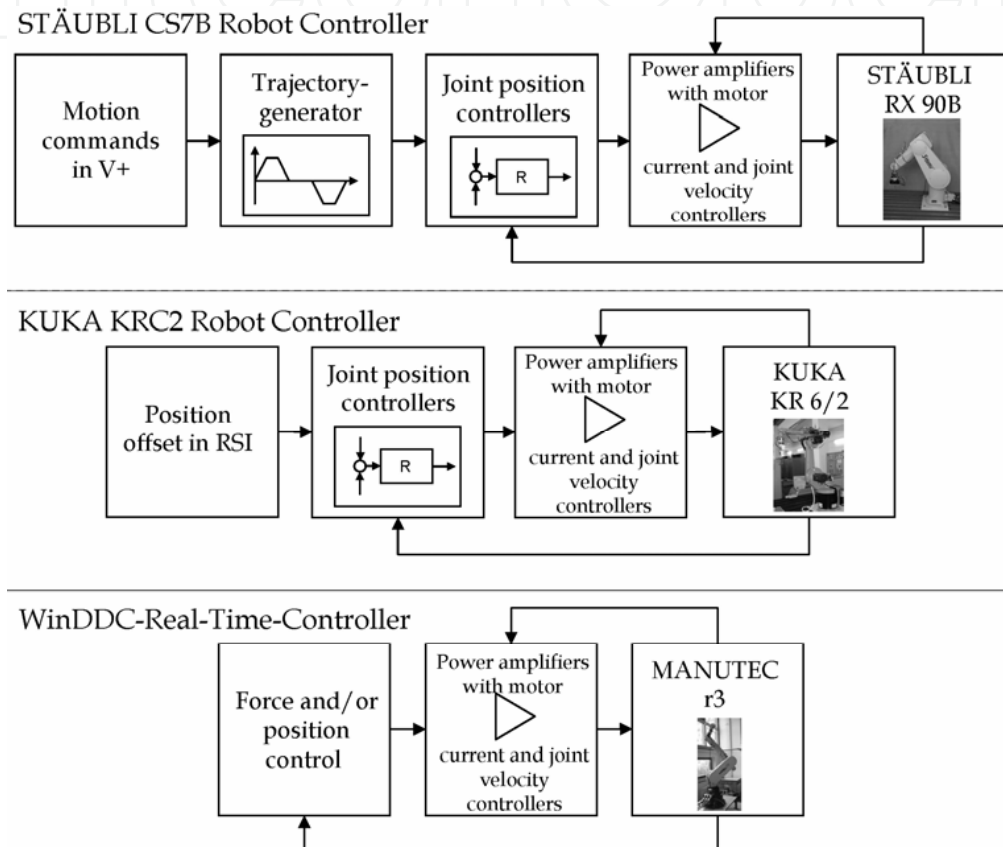 STÄUBLI CS7B Robot Controller
Motion
commands
in V+
Trajectory-
generator
Joint position
controllers
R
Power amplifiers
with motor
current and joint
velocity
controllers
STÄUBLI
RX 90B
KUKA KRC2 Robot Controller
Position
offset in RSI
Joint position
controllers
R
Power amplifiers
with motor
current and joint
velocity
controllers
KUKA
KR 6/2
WinDDC-Real-Time-Controller
Force and/or
position
control
Power amplifiers
with motor
current and joint
velocity
controllers
MANUTEC
r3